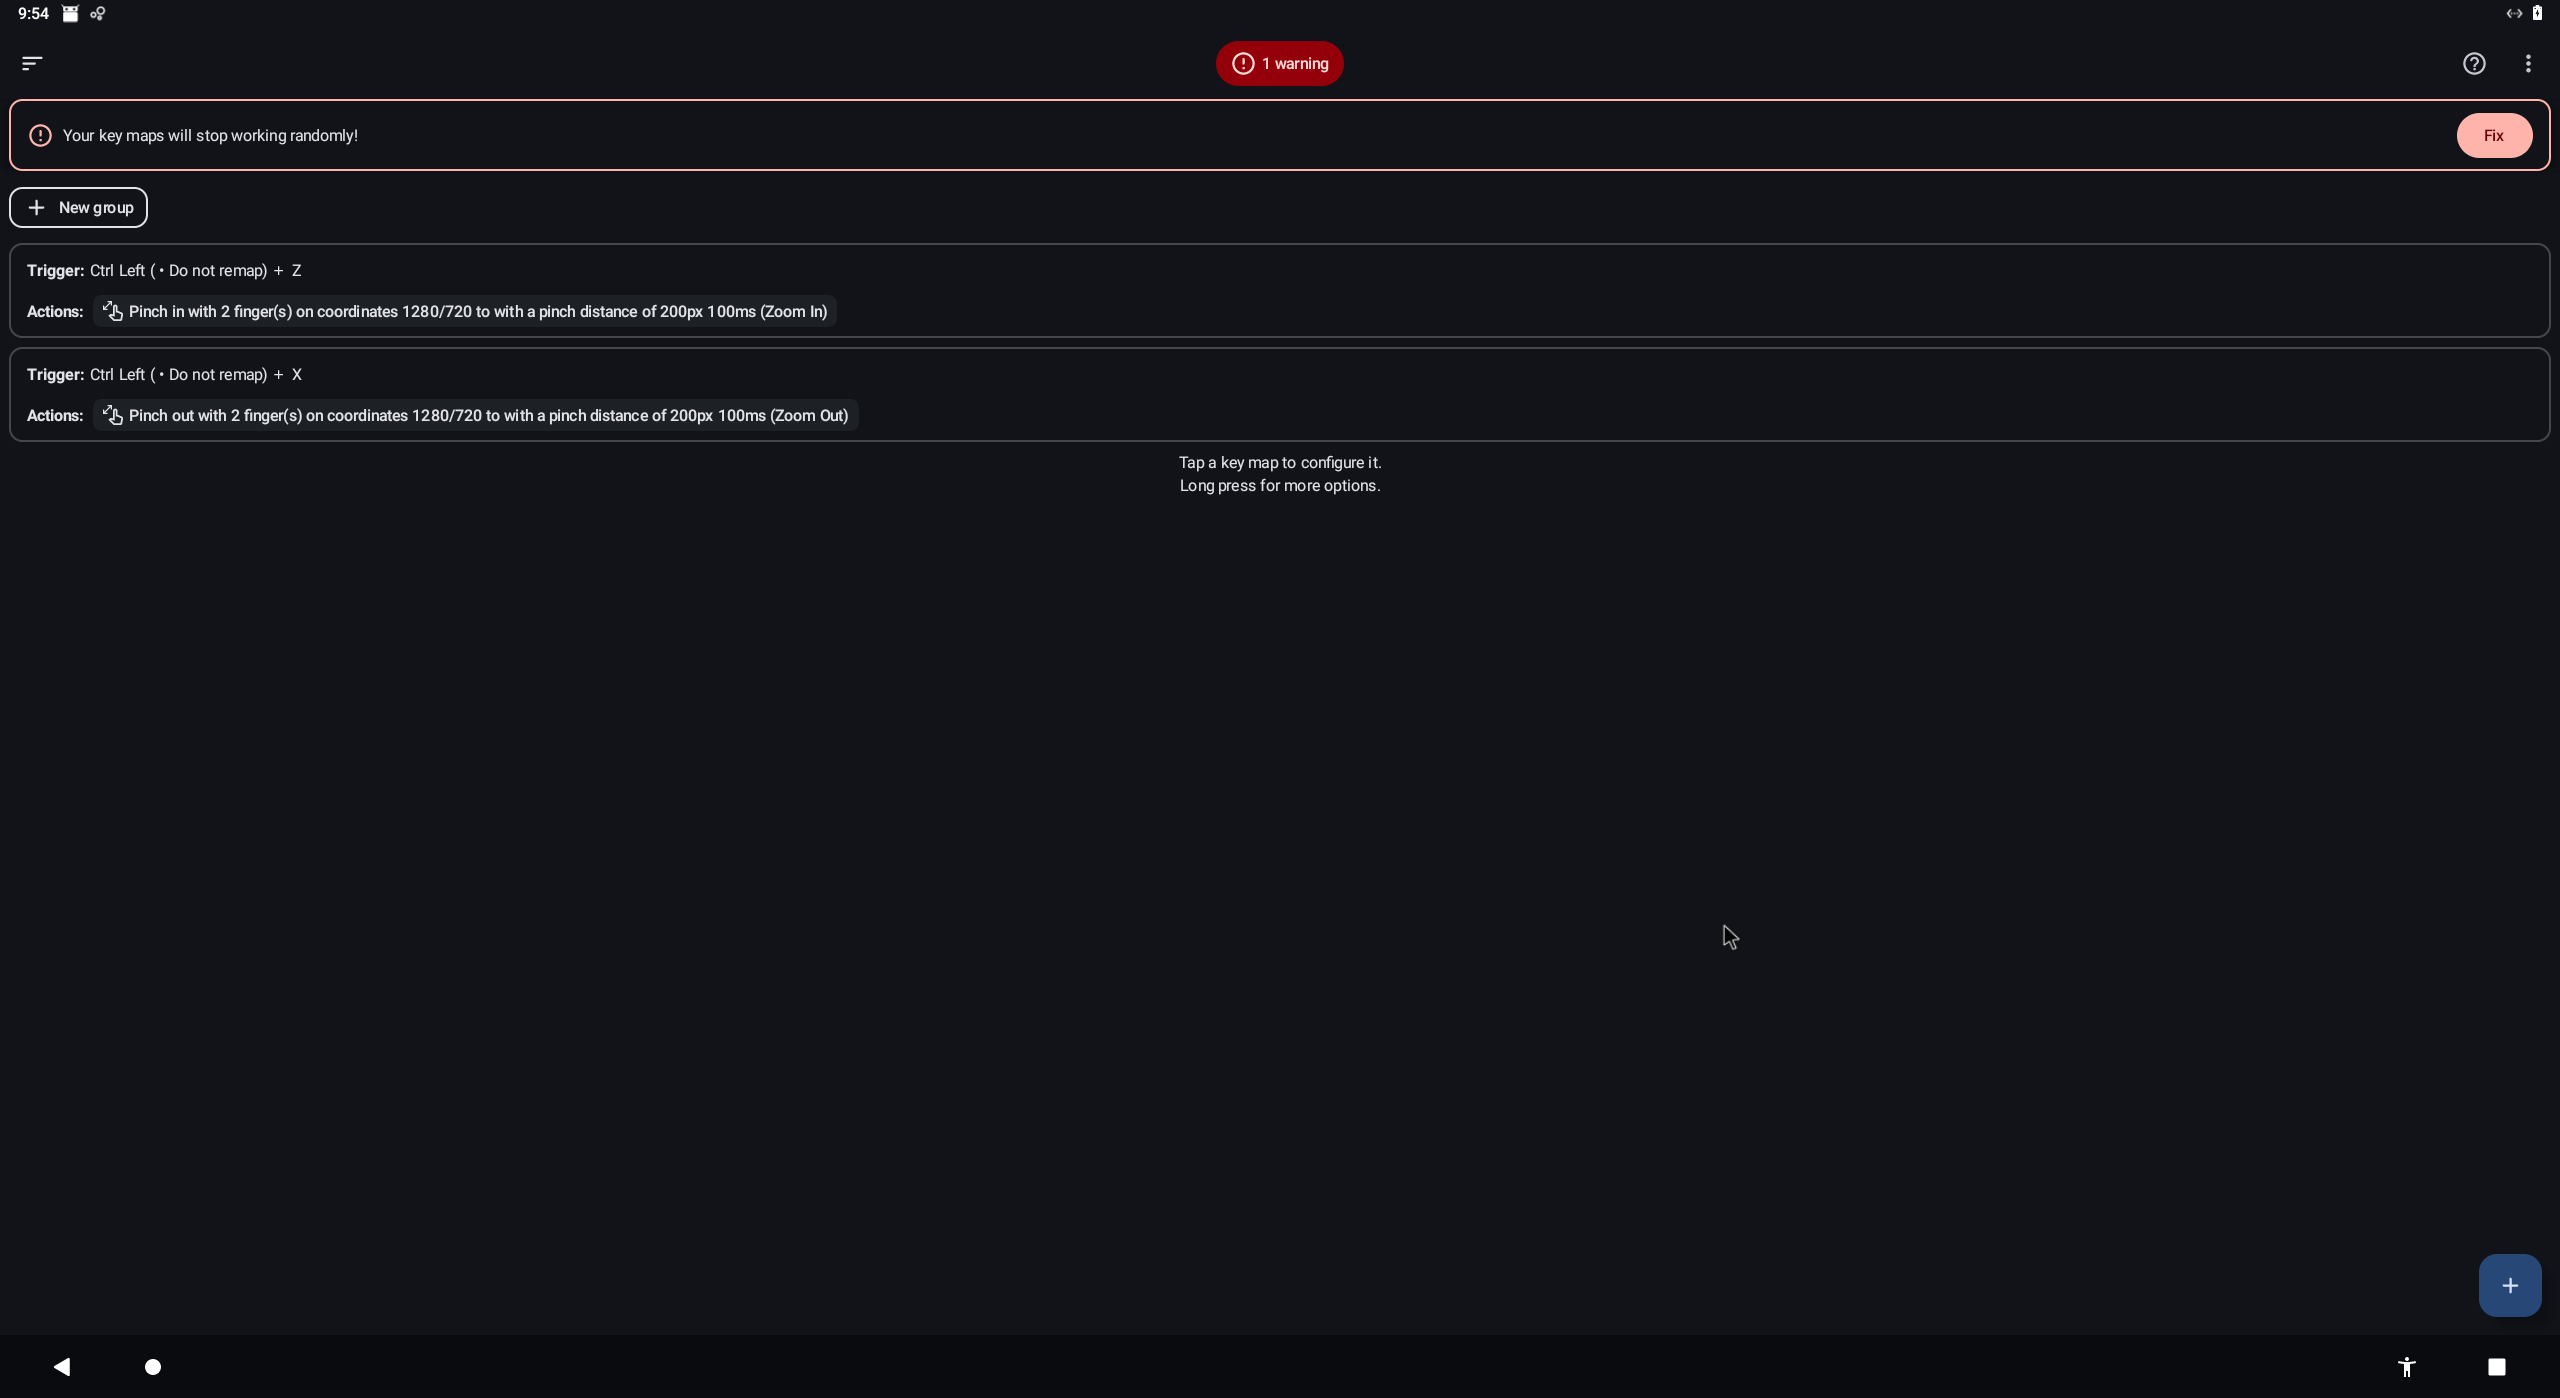 9:54
1 warning
Your key maps will stop working randomly!
Fix
New group
Trigger: Ctrl Left ( • Do not remap) + Z
Actions: Pinch in with 2 finger(s) on coordinates 1280/720 to with a pinch distance of 200px 100ms (Zoom In)
Trigger: Ctrl Left ( • Do not remap) + X
Actions: Pinch out with 2 finger(s) on coordinates 1280/720 to with a pinch distance of 200px 100ms (Zoom Out)
Tap a key map to configure it.
Long press for more options.